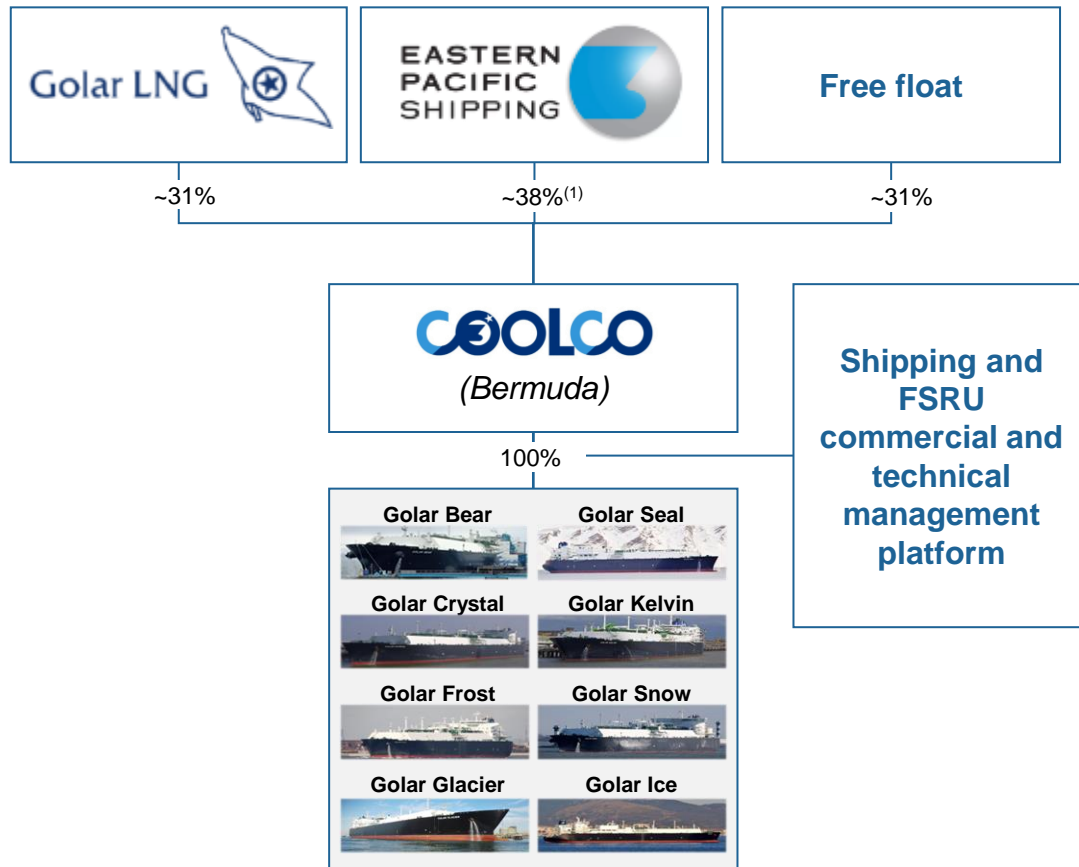 Golar LNG
EASTERN
PACIFIC
SHIPPING
Free float
~31%
~38%(1)
~31%
COOLCO
(Bermuda)
Shipping and
FSRU
commercial and
technical
management
platform
100%
Golar Bear
Golar Seal
Golar Crystal
Golar Kelvin
Golar Frost
Golar Snow
Golar Glacier
Golar Ice